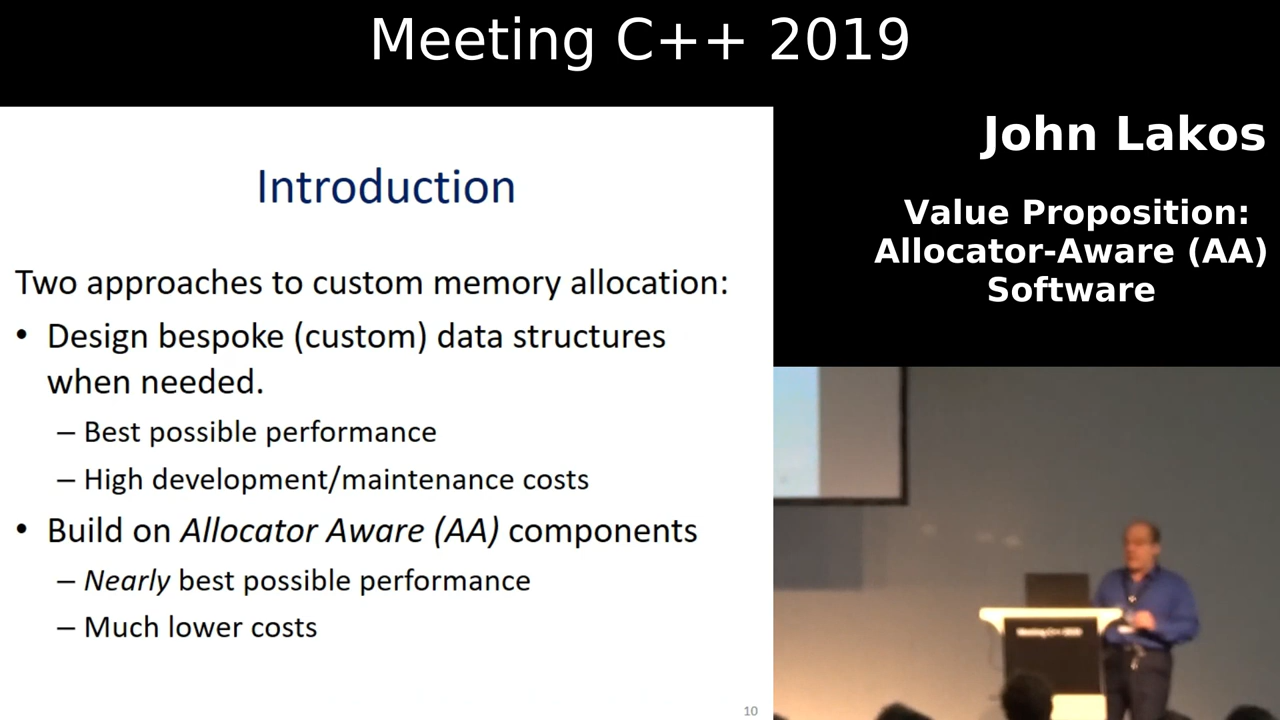 Meeting C++ 2019
John Lakos
Value Proposition:
Allocator-Aware (AA)
Software
Introduction
Two approaches to custom memory allocation:
• Design bespoke (custom) data structures
when needed.
– Best possible performance
– High development/maintenance costs
• Build on Allocator Aware (AA) components
– Nearly best possible performance
– Much lower costs
10
Meeting C++ 2019